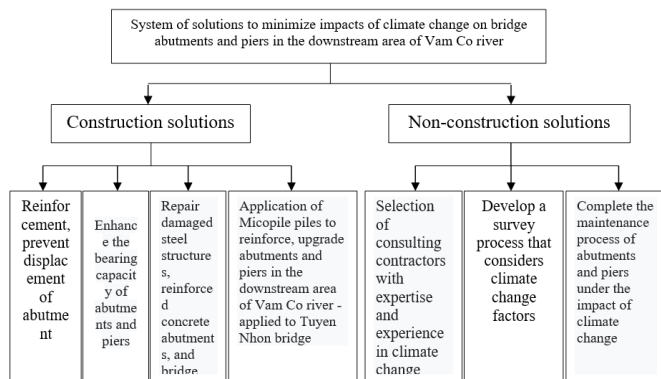 System of solutions to minimize impacts of climate change on bridge
abutments and piers in the downstream area of Vam Co river
Construction solutions
Non-construction solutions
Reinfor
cement,
prevent
displac
ement
of
abutme
nt
Enhanc
e the
bearing
capacit
y of
abutme
nts and
piers
Repair
damaged
steel
structure
s,
reinforce
d
concrete
abutment
s, and
bridge
Application of
Micopile piles to
reinforce, upgrade
abutments and
piers in the
downstream area
of Vam Co river -
applied to Tuyen
Nhon bridge
Selection
of
consulting
contractors
with
expertise
and
experience
in climate
change
Develop a
survey
process that
considers
climate
change
factors
Complete the
maintenance
process of
abutments
and piers
under the
impact of
climate
change